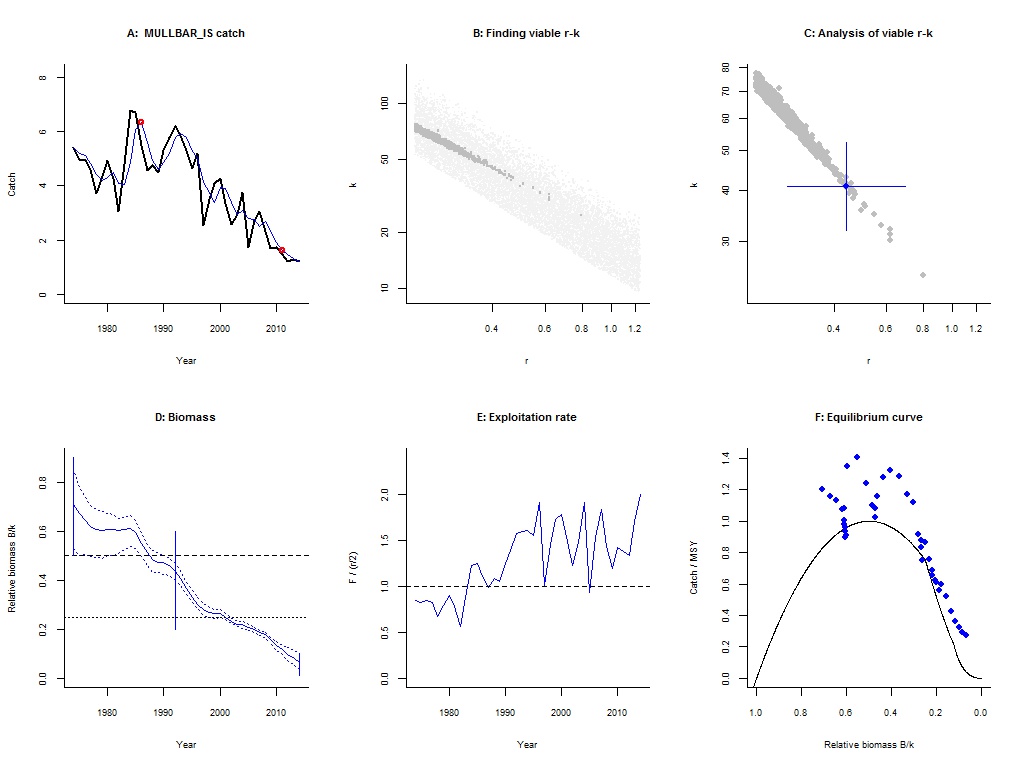 A: MULLBAR_IS catch
Catch
8
6
4
2
0
1980 1990 2000 2010
Year
B: Finding viable r-k
k
100
50
20
10
0.4 0.6 0.8 1.0 1.2
r
C: Analysis of viable r-k
k
80
70
60
50
40
30
0.4 0.6 0.8 1.0 1.2
r
D: Biomass
Relative biomass B/k
0.8
0.6
0.4
0.2
0.0
1980 1990 2000 2010
Year
E: Exploitation rate
F / (r/2)
2.0
1.5
1.0
0.5
0.0
1980 1990 2000 2010
Year
F: Equilibrium curve
Catch / MSY
1.4
1.2
1.0
0.8
0.6
0.4
0.2
0.0
1.0 0.8 0.6 0.4 0.2 0.0
Relative biomass B/k